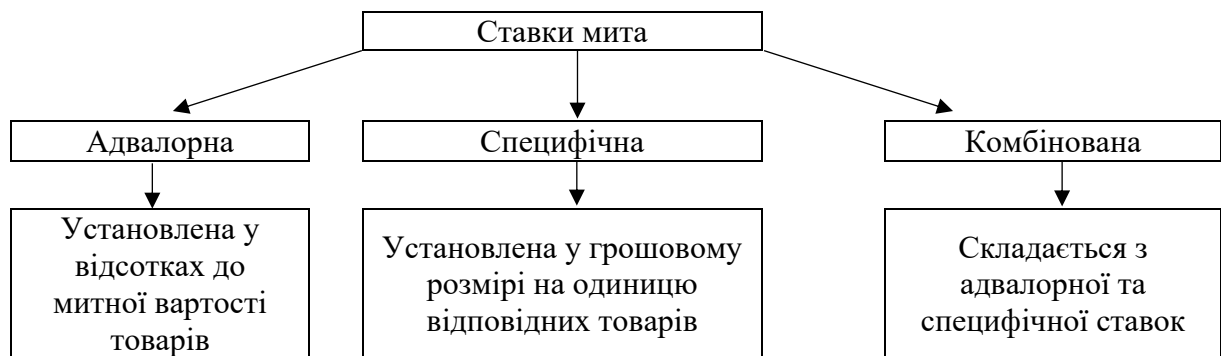 Ставки мита
Адвалорна
Специфічна
Комбінована
Установлена у
відсотках до
митної вартості
товарів
Установлена у грошовому
розмірі на одиницю
відповідних товарів
Складається з
адвалорної та
специфічної ставок